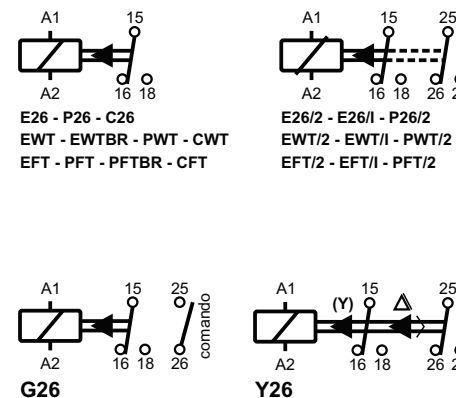 A1 15
A2 16 18
E26 - P26 - C26
EWT - EWTBR - PWT - CWT
EFT - PFT - PFTBR - CFT
A1 15 25
A2 16 18 26
E26/2 - E26/I - P26/2
EWT/2 - EWT/I - PWT/2
EFT/2 - EFT/I - PFT/2
A1 15 25
comando
A2 16 18 26
G26
A1 (Y) 15 Δ 25
A2 16 18 26
Y26